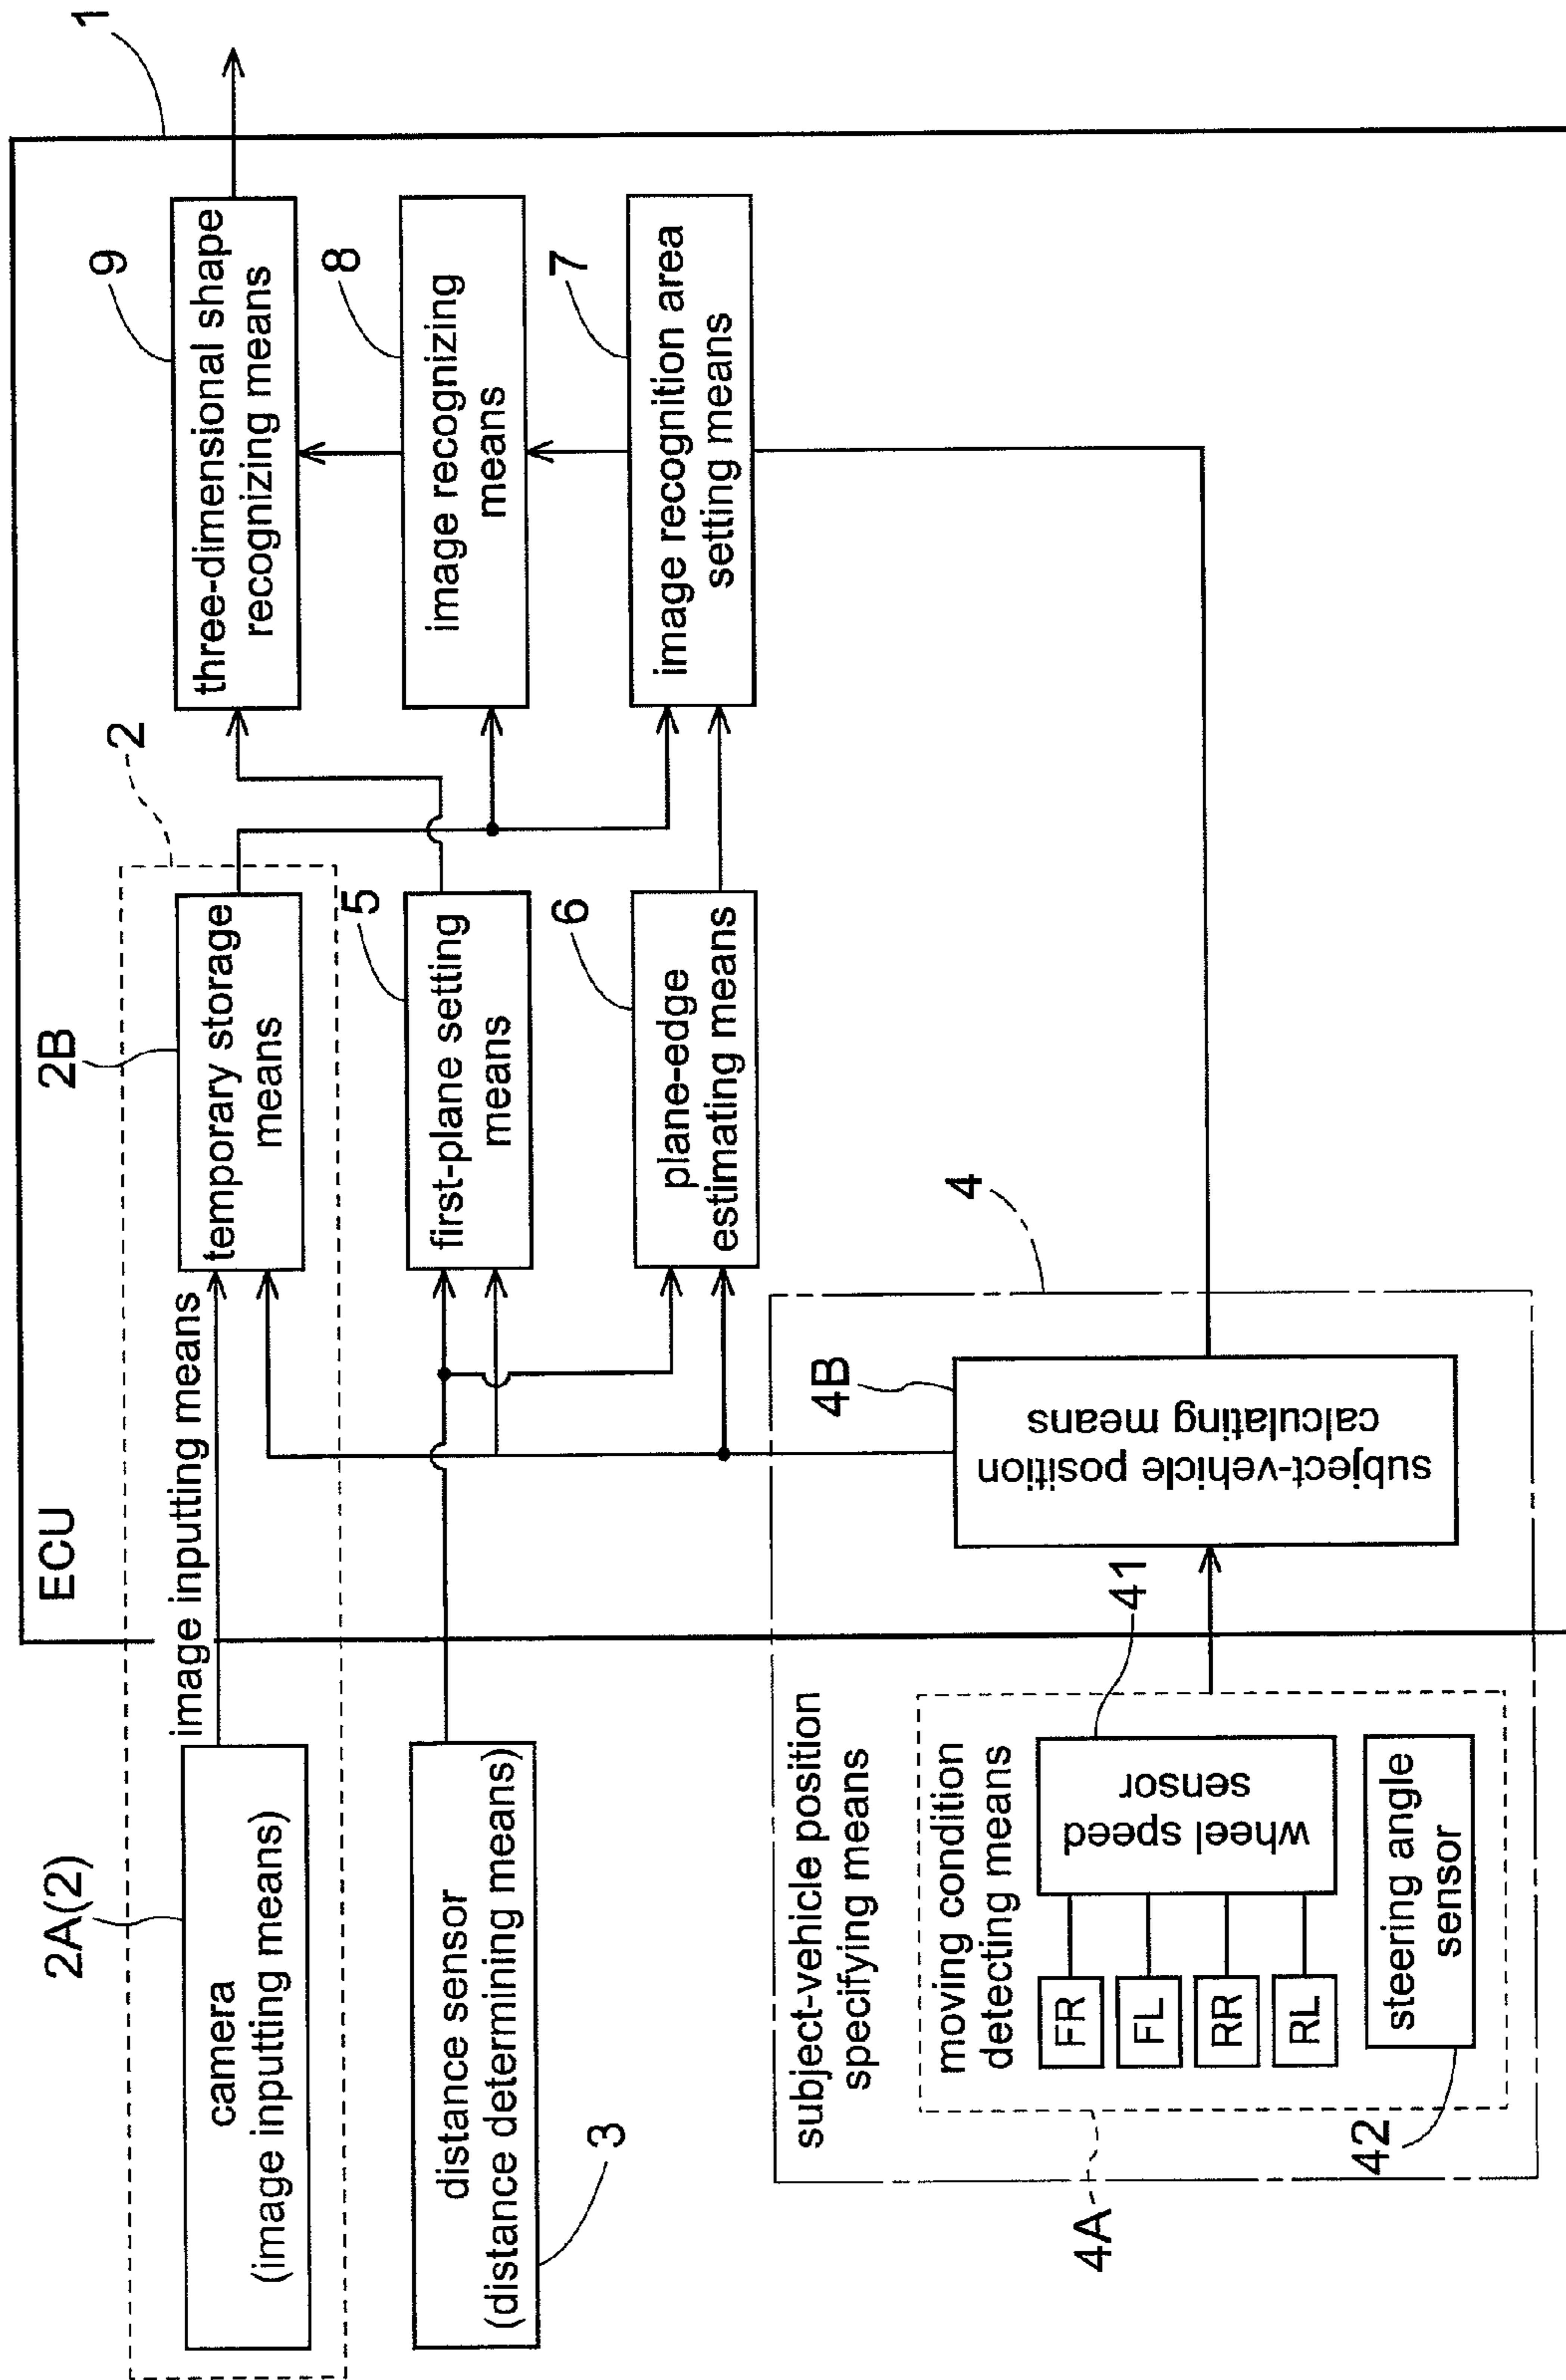 1
ECU
2
2A(2)
camera
(image inputting means)
image inputting means
2B
temporary storage
means
9
three-dimensional shape
recognizing means
3
distance sensor
(distance determining means)
5
first-plane setting
means
8
image recognizing
means
6
plane-edge
estimating means
7
image recognition area
setting means
4
subject-vehicle position
specifying means
4A
moving condition
detecting means
FR
FL
RR
RL
41
wheel speed
sensor
42
steering angle
sensor
4B
subject-vehicle position
calculating means